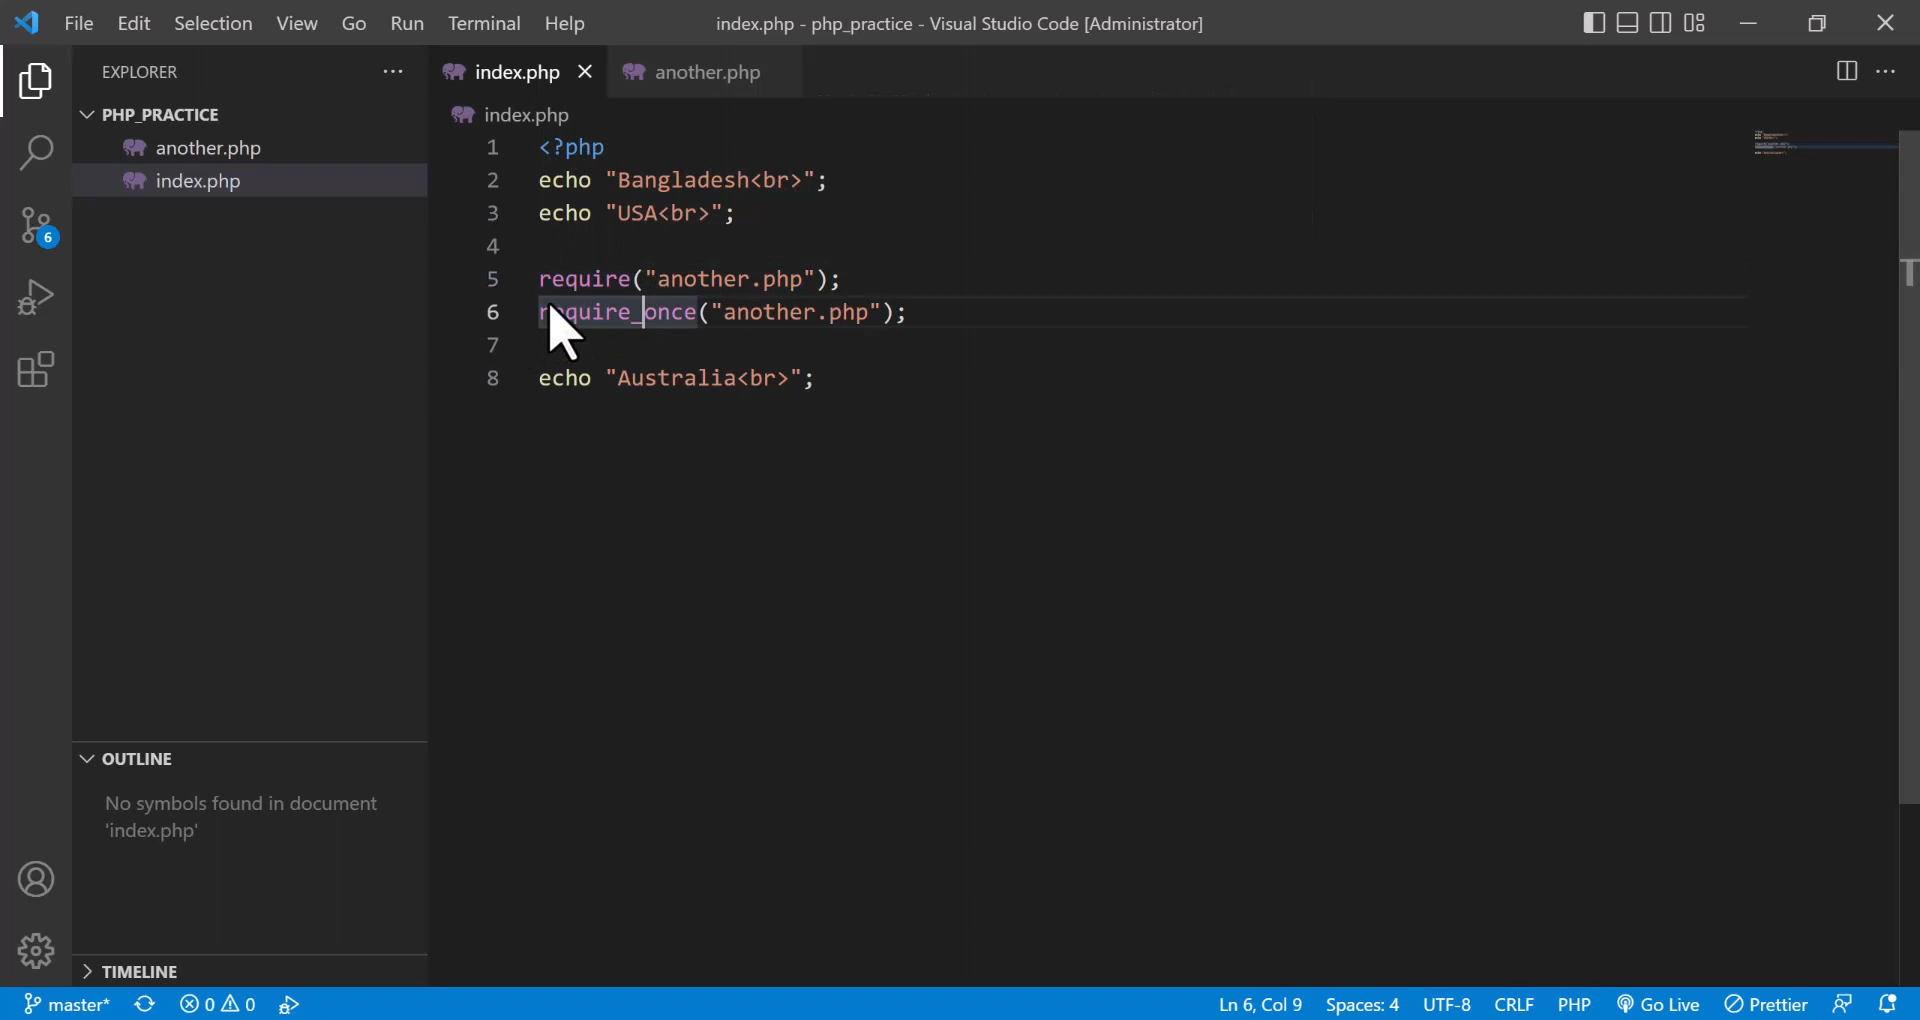 File Edit Selection View Go Run Terminal Help
index.php - php_practice - Visual Studio Code [Administrator]
EXPLORER
PHP_PRACTICE
another.php
index.php
OUTLINE
No symbols found in document
'index.php'
TIMELINE
6
index.php
another.php
index.php
1 <?php
2 echo "Bangladesh<br>";
3 echo "USA<br>";
4
5 require("another.php");
6 require_once("another.php");
7
8 echo "Australia<br>";
master* 0 0
Ln 6, Col 9 Spaces: 4 UTF-8 CRLF PHP Go Live Prettier